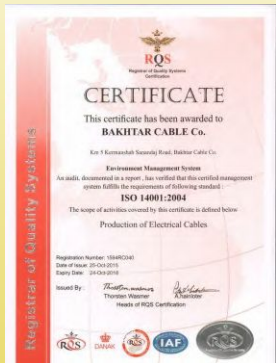 RQS
Registrar of Quality Systems
Certification
CERTIFICATE
This certificate has been awarded to
BAKHTAR CABLE Co.
Km 5 Kermanshah Sanandaj Road, Bakhtar Cable Co.
Environment Management System
An audit, documented in a report, has verified that this certified management
system fulfills the requirements of following standard :
ISO 14001:2004
The scope of activities covered by this certificate is defined below
Production of Electrical Cables
Registration Number:
Date of Issue: 25-Oct-2015
Expiry Date: 24-Oct-2018
Issued By :
Thorsten Wasmer
Heads of RQS Certification
Registrar of Quality Systems
RQS
DANAK
RQS
IAF
RQS